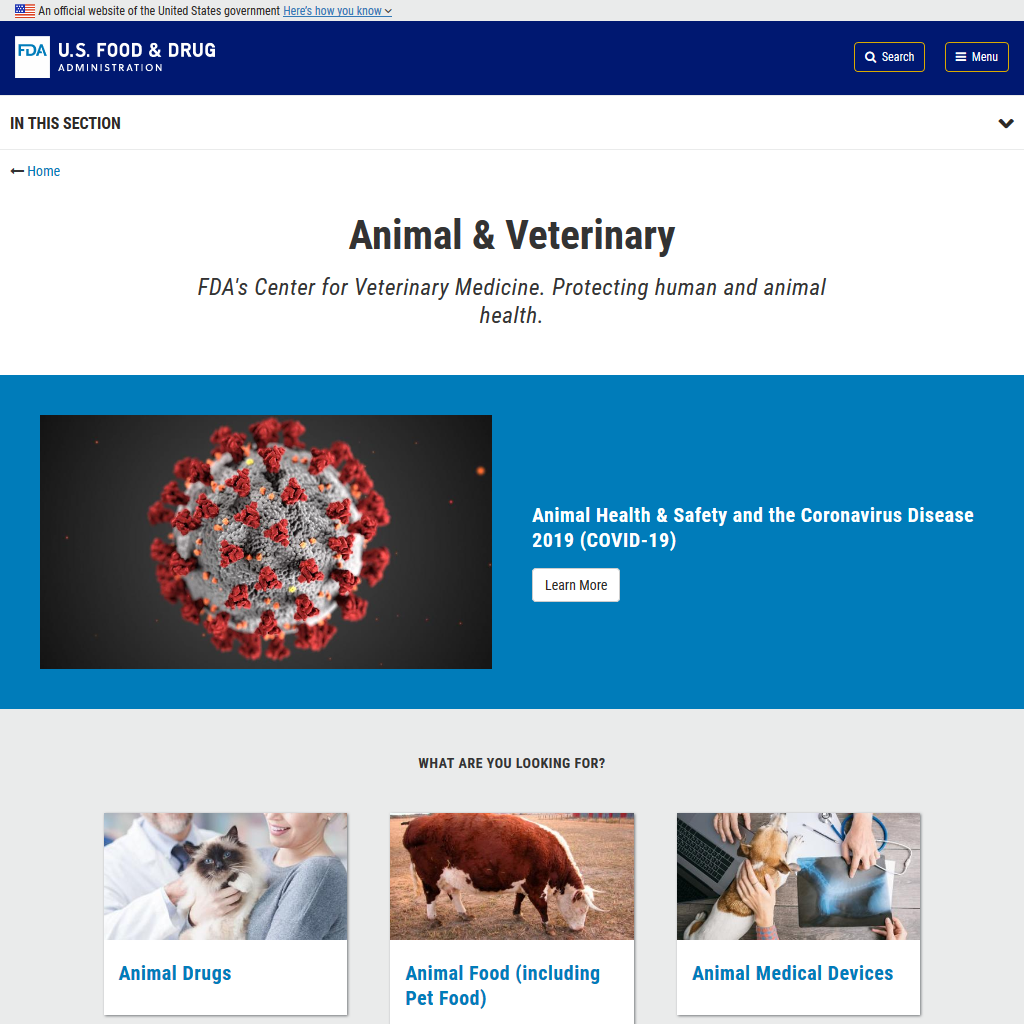 An official website of the United States government Here's how you know
FDA U.S. FOOD & DRUG
ADMINISTRATION
Search
Menu
IN THIS SECTION
Home
Animal & Veterinary
FDA's Center for Veterinary Medicine. Protecting human and animal
health.
Animal Health & Safety and the Coronavirus Disease
2019 (COVID-19)
Learn More
WHAT ARE YOU LOOKING FOR?
Animal Drugs
Animal Food (including
Pet Food)
Animal Medical Devices